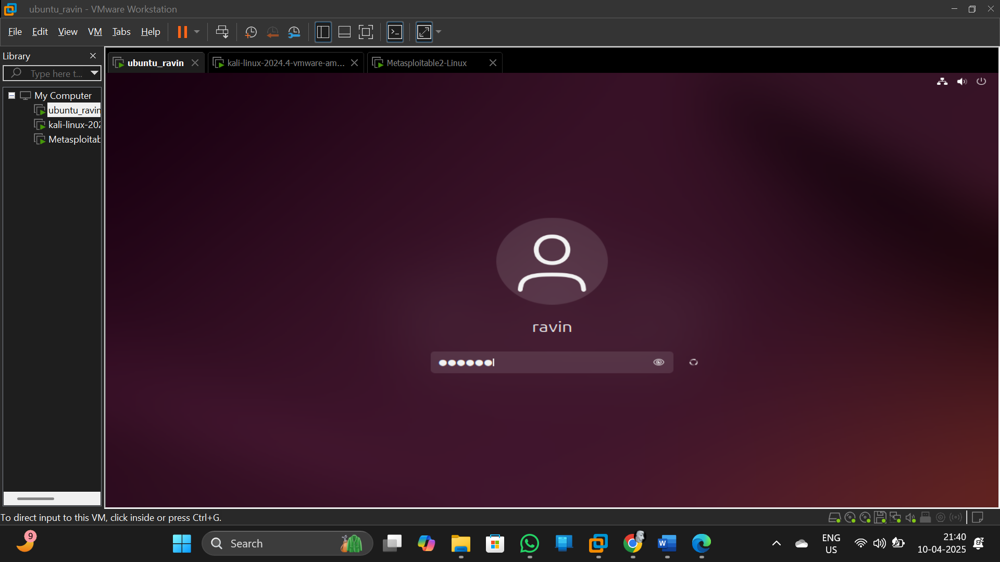 ubuntu_ravin - VMware Workstation
File Edit View VM Tabs Help
Library
Type here t...
My Computer
ubuntu_ravin
kali-linux-202
Metasploitab
ubuntu_ravin
kali-linux-2024.4-vmware-am...
Metasploitable2-Linux
ravin
To direct input to this VM, click inside or press Ctrl+G.
9
Search
W
ENG
US
21:40
10-04-2025